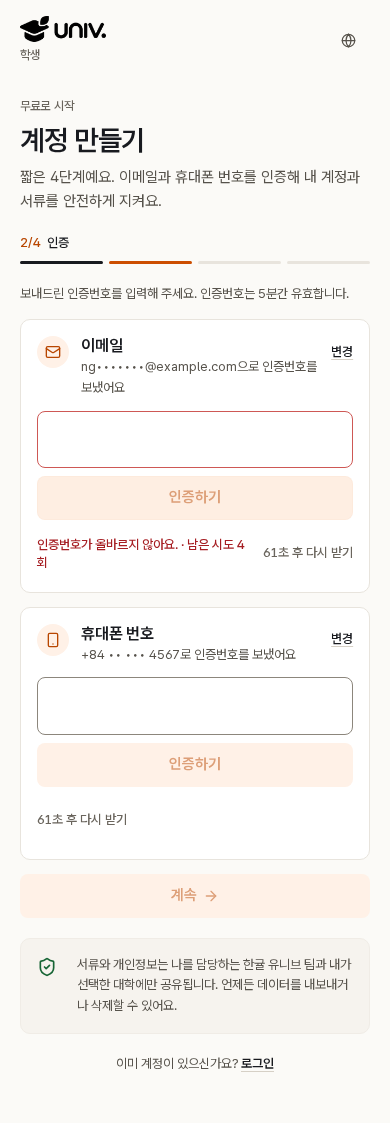 UNIV.
학생
무료로 시작
계정 만들기
짧은 4단계예요. 이메일과 휴대폰 번호를 인증해 내 계정과
서류를 안전하게 지켜요.
2/4 인증
보내드린 인증번호를 입력해 주세요. 인증번호는 5분간 유효합니다.
이메일
변경
ng•••••••@example.com으로 인증번호를
보냈어요
인증하기
인증번호가 올바르지 않아요. · 남은 시도 4
회
61초 후 다시 받기
휴대폰 번호
변경
+84 •• ••• 4567로 인증번호를 보냈어요
인증하기
61초 후 다시 받기
계속 →
서류와 개인정보는 나를 담당하는 한귤 유니브 팀과 내가
선택한 대학에만 공유됩니다. 언제든 데이터를 내보내거
나 삭제할 수 있어요.
이미 계정이 있으신가요? 로그인